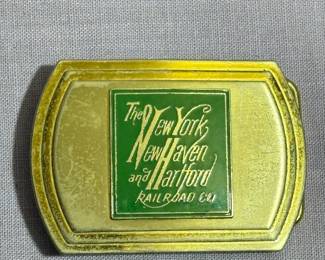 The New York,
New Haven
and Hartford
RAILROAD CO.